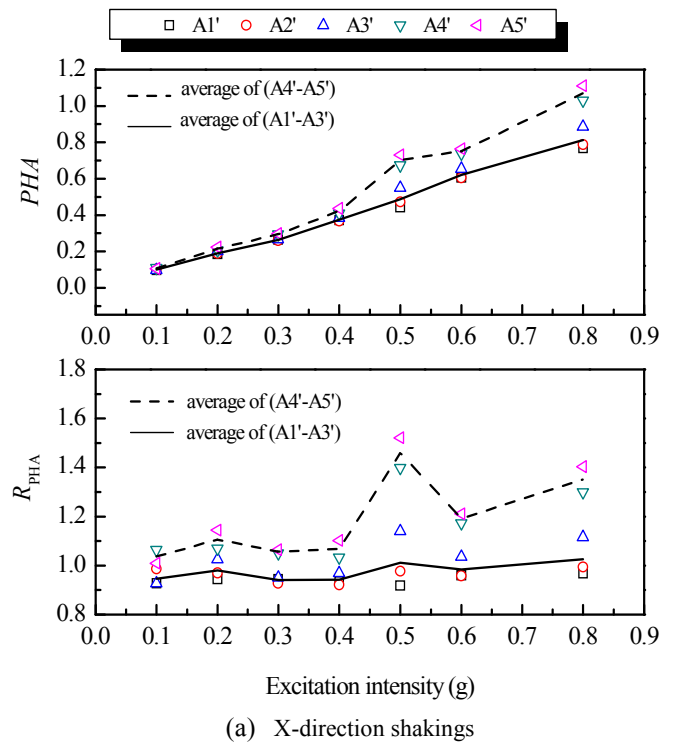 A1' A2' A3' A4' A5'
1.2
1.0
0.8
0.6
0.4
0.2
0.0
PHA
average of (A4'-A5')
average of (A1'-A3')
0.0 0.1 0.2 0.3 0.4 0.5 0.6 0.7 0.8 0.9
1.8
1.6
1.4
1.2
1.0
0.8
R_PHA
average of (A4'-A5')
average of (A1'-A3')
0.0 0.1 0.2 0.3 0.4 0.5 0.6 0.7 0.8 0.9
Excitation intensity (g)
(a) X-direction shakings